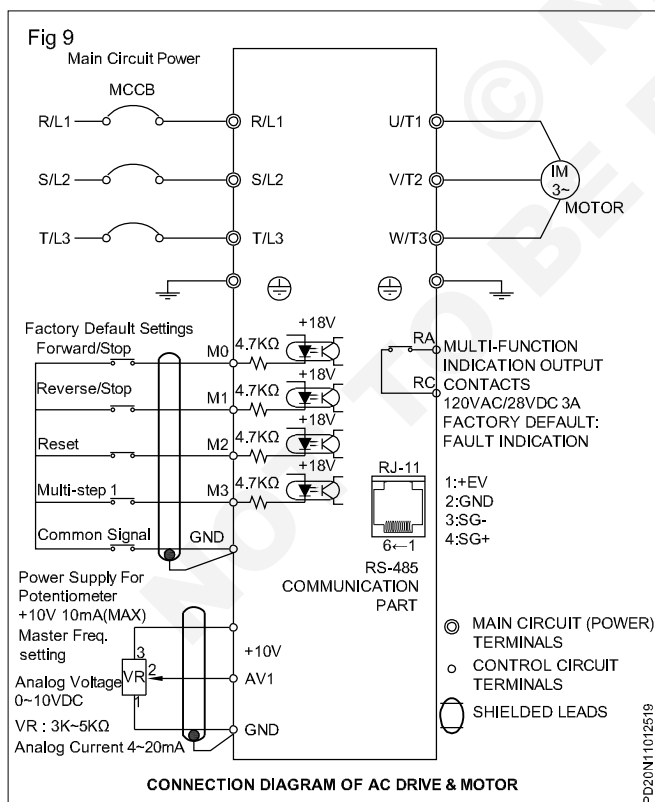 Fig 9
Main Circuit Power
MCCB
R/L1
R/L1
U/T1
S/L2
S/L2
V/T2
IM
3~
MOTOR
T/L3
T/L3
W/T3
Factory Default Settings
Forward/Stop
M0
4.7KΩ
+18V
Reverse/Stop
M1
4.7KΩ
+18V
Reset
M2
4.7KΩ
+18V
Multi-step 1
M3
4.7KΩ
+18V
Common Signal
GND
RA
RC
MULTI-FUNCTION
INDICATION OUTPUT
CONTACTS
120VAC/28VDC 3A
FACTORY DEFAULT:
FAULT INDICATION
RJ-11
6←1
1:+EV
2:GND
3:SG-
4:SG+
RS-485
COMMUNICATION
PART
Power Supply For
Potentiometer
+10V 10mA(MAX)
Master Freq.
setting
3
VR
2
1
Analog Voltage
0~10VDC
VR : 3K~5KΩ
Analog Current 4~20mA
+10V
AV1
GND
MAIN CIRCUIT (POWER)
TERMINALS
CONTROL CIRCUIT
TERMINALS
SHIELDED LEADS
CONNECTION DIAGRAM OF AC DRIVE & MOTOR
PD20N11012519
© N
NOT TO BE